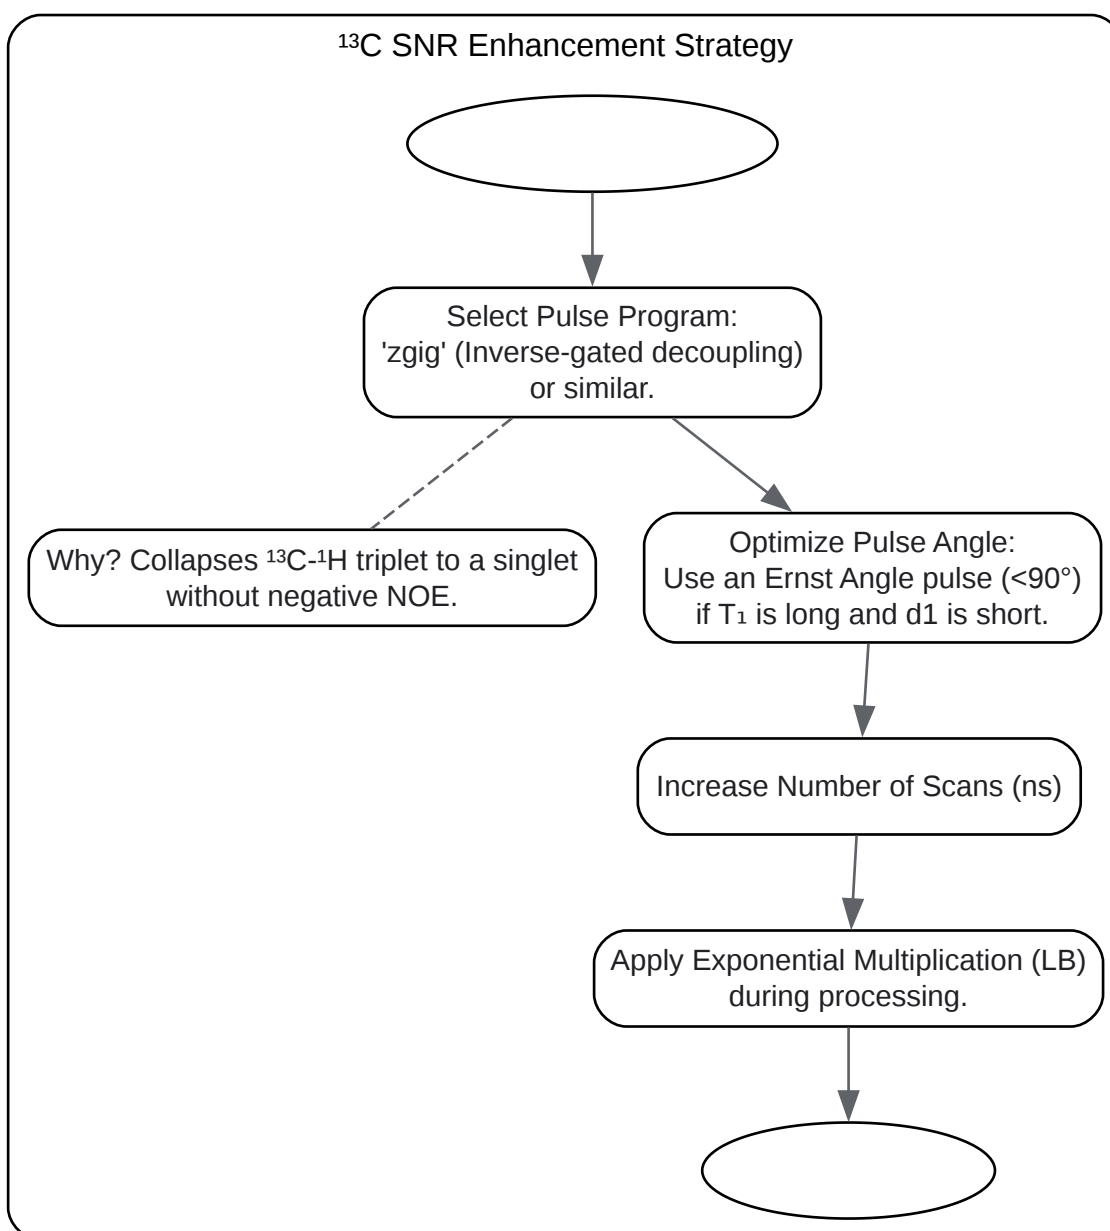 ¹³C SNR Enhancement Strategy
Select Pulse Program:
'zgig' (Inverse-gated decoupling)
or similar.
Why? Collapses ¹³C-¹H triplet to a singlet
without negative NOE.
Optimize Pulse Angle:
Use an Ernst Angle pulse (<90°)
if T₁ is long and d1 is short.
Increase Number of Scans (ns)
Apply Exponential Multiplication (LB)
during processing.